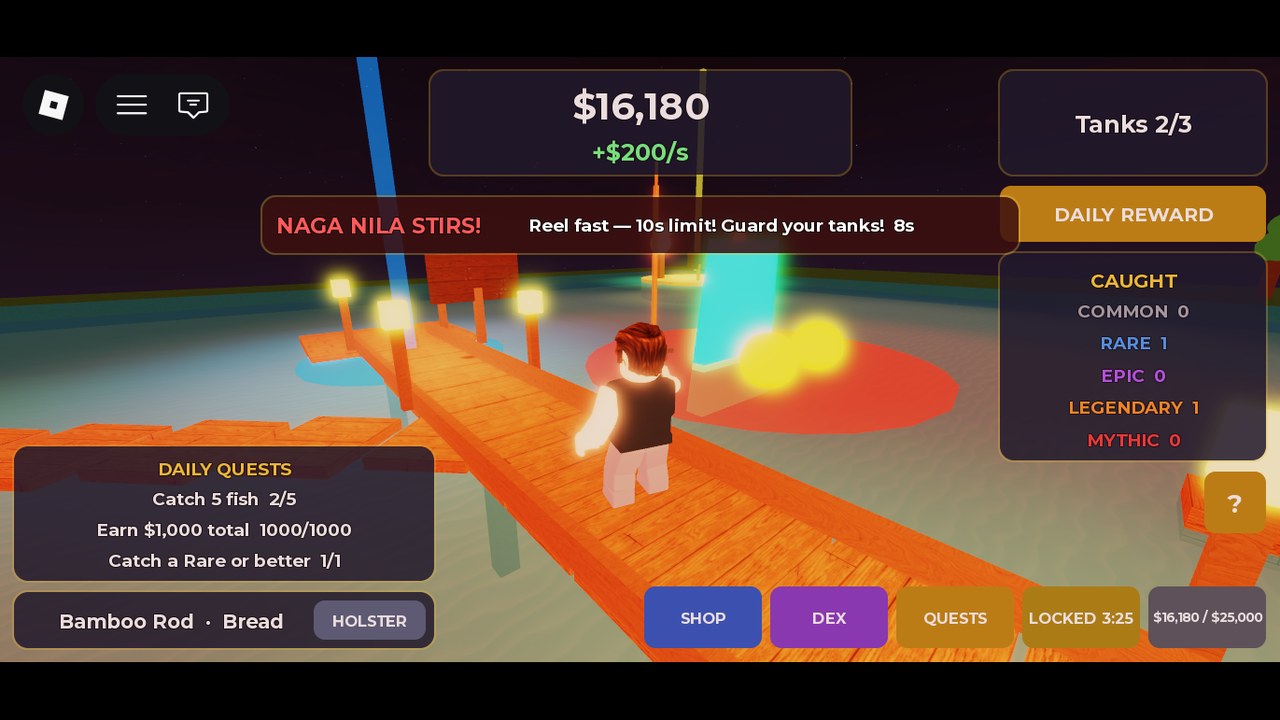 $16,180
+$200/s
Tanks 2/3
NAGA NILA STIRS! Reel fast — 10s limit! Guard your tanks! 8s
DAILY REWARD
CAUGHT
COMMON 0
RARE 1
EPIC 0
LEGENDARY 1
MYTHIC 0
?
DAILY QUESTS
Catch 5 fish 2/5
Earn $1,000 total 1000/1000
Catch a Rare or better 1/1
Bamboo Rod · Bread HOLSTER
SHOP
DEX
QUESTS
LOCKED 3:25
$16,180 / $25,000